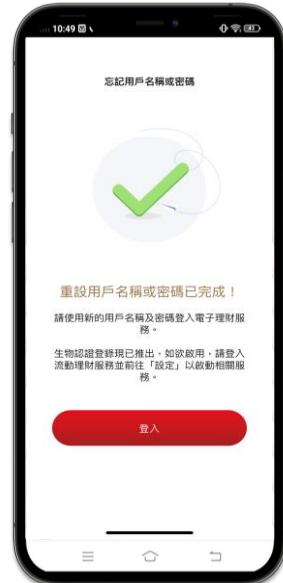 10:49
忘記用戶名稱或密碼
重設用戶名稱或密碼已完成！
請使用新的用戶名稱及密碼登入電子理財服
務。
生物認證登錄現已推出，如欲啟用，請登入
流動理財服務並前往「設定」以啟動相關服
務。
登入